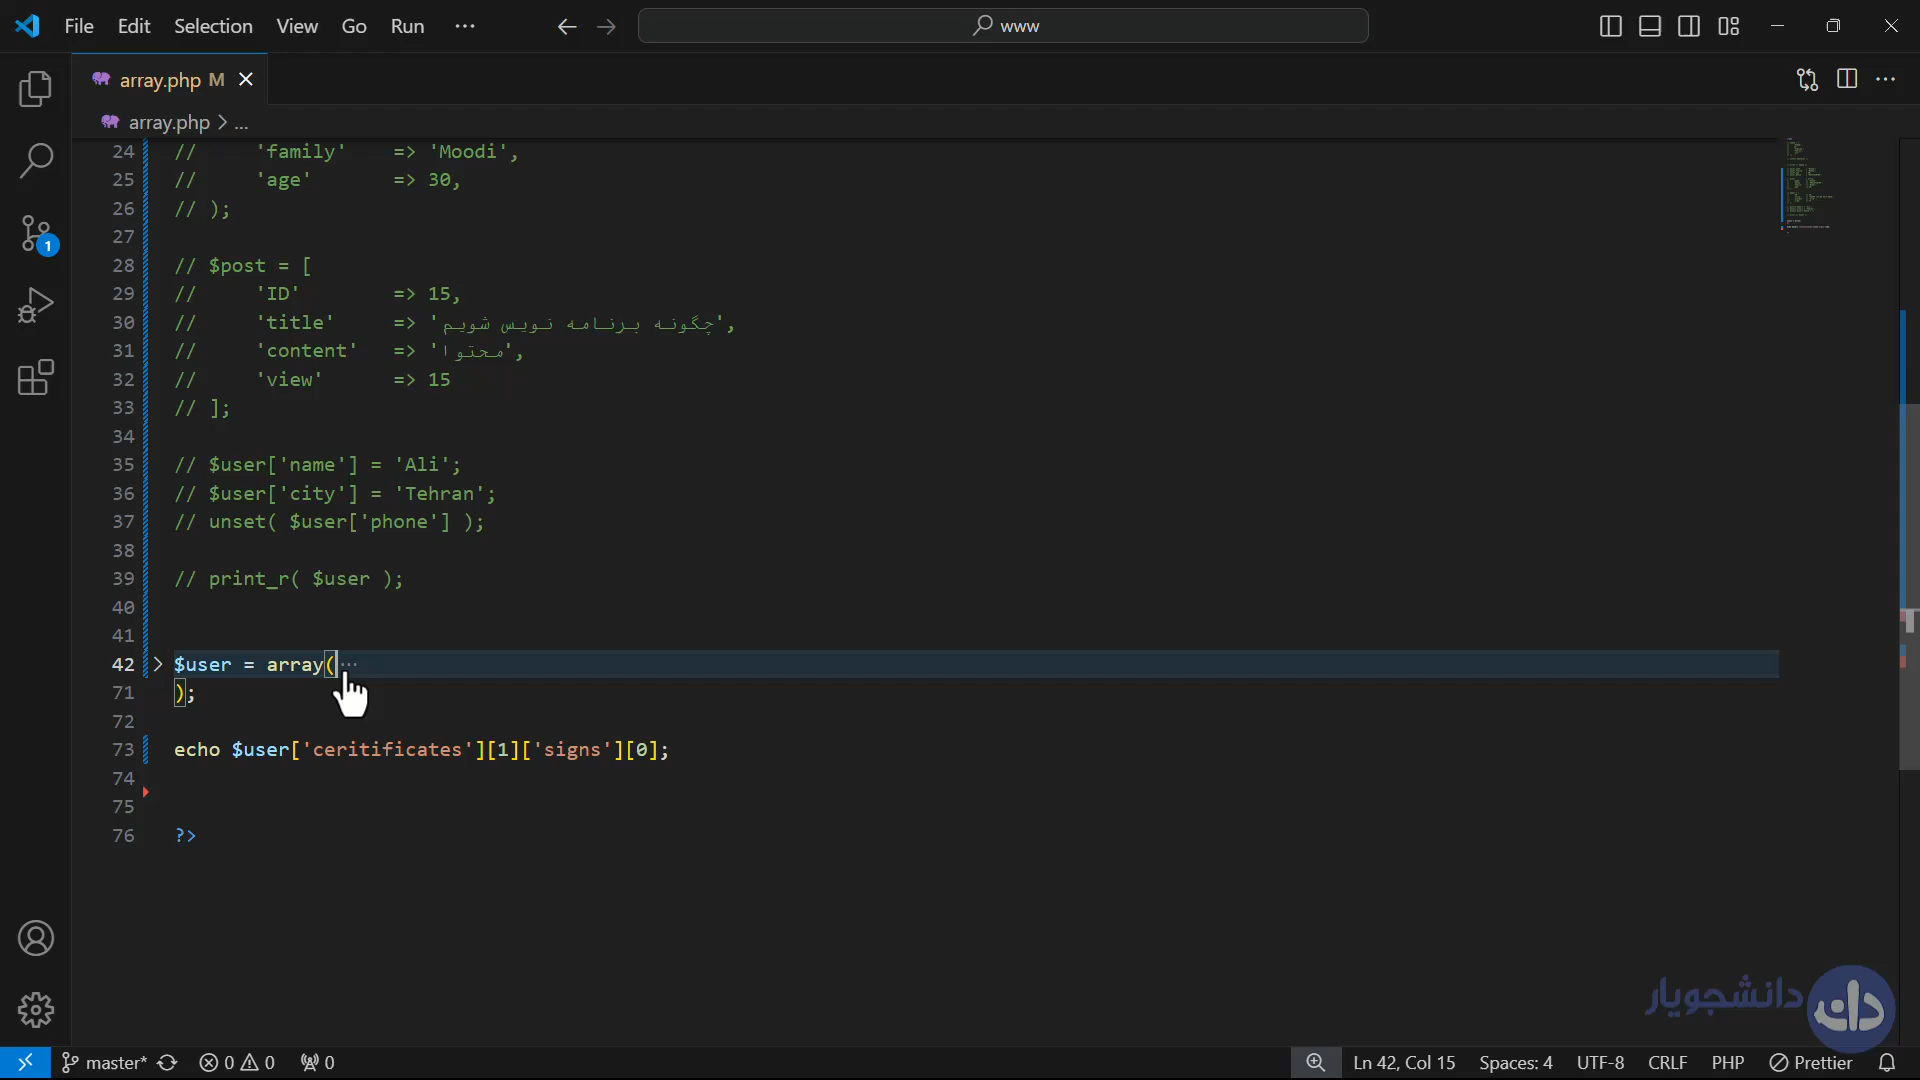 File Edit Selection View Go Run ··· www
array.php M
array.php > ...
24 // 'family' => 'Moodi',
25 // 'age' => 30,
26 // );
27
28 // $post = [
29 // 'ID' => 15,
30 // 'title' => 'چگونه برنامه نویس شویم',
31 // 'content' => 'محتوا',
32 // 'view' => 15
33 // ];
34
35 // $user['name'] = 'Ali';
36 // $user['city'] = 'Tehran';
37 // unset( $user['phone'] );
38
39 // print_r( $user );
40
41
42 > $user = array(···
71 );
72
73 echo $user['ceritificates'][1]['signs'][0];
74
75
76 ?>
1
دانشجویار
master* 0 0 0 Ln 42, Col 15 Spaces: 4 UTF-8 CRLF PHP Prettier